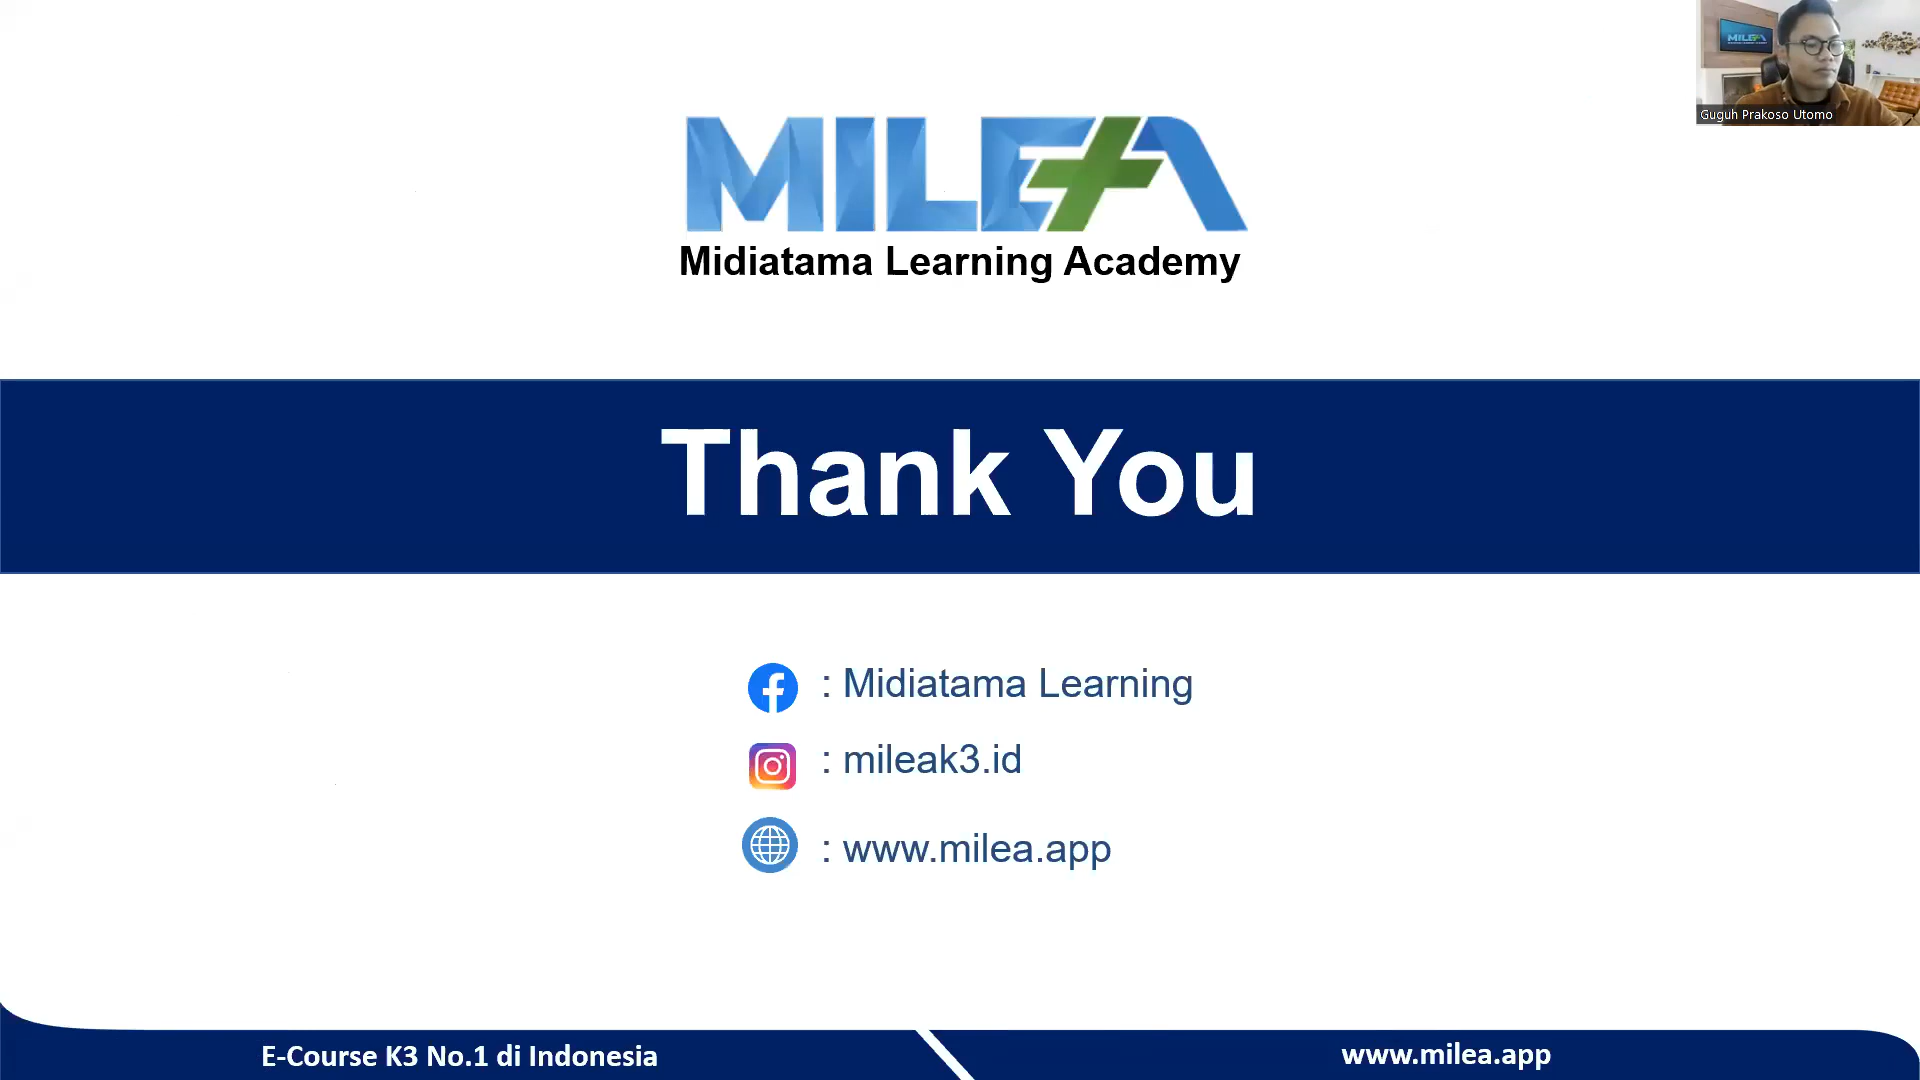 MILEA
Guguh Prakoso Utomo
MILEA
Midiatama Learning Academy
Thank You
: Midiatama Learning
: mileak3.id
: www.milea.app
E-Course K3 No.1 di Indonesia
www.milea.app